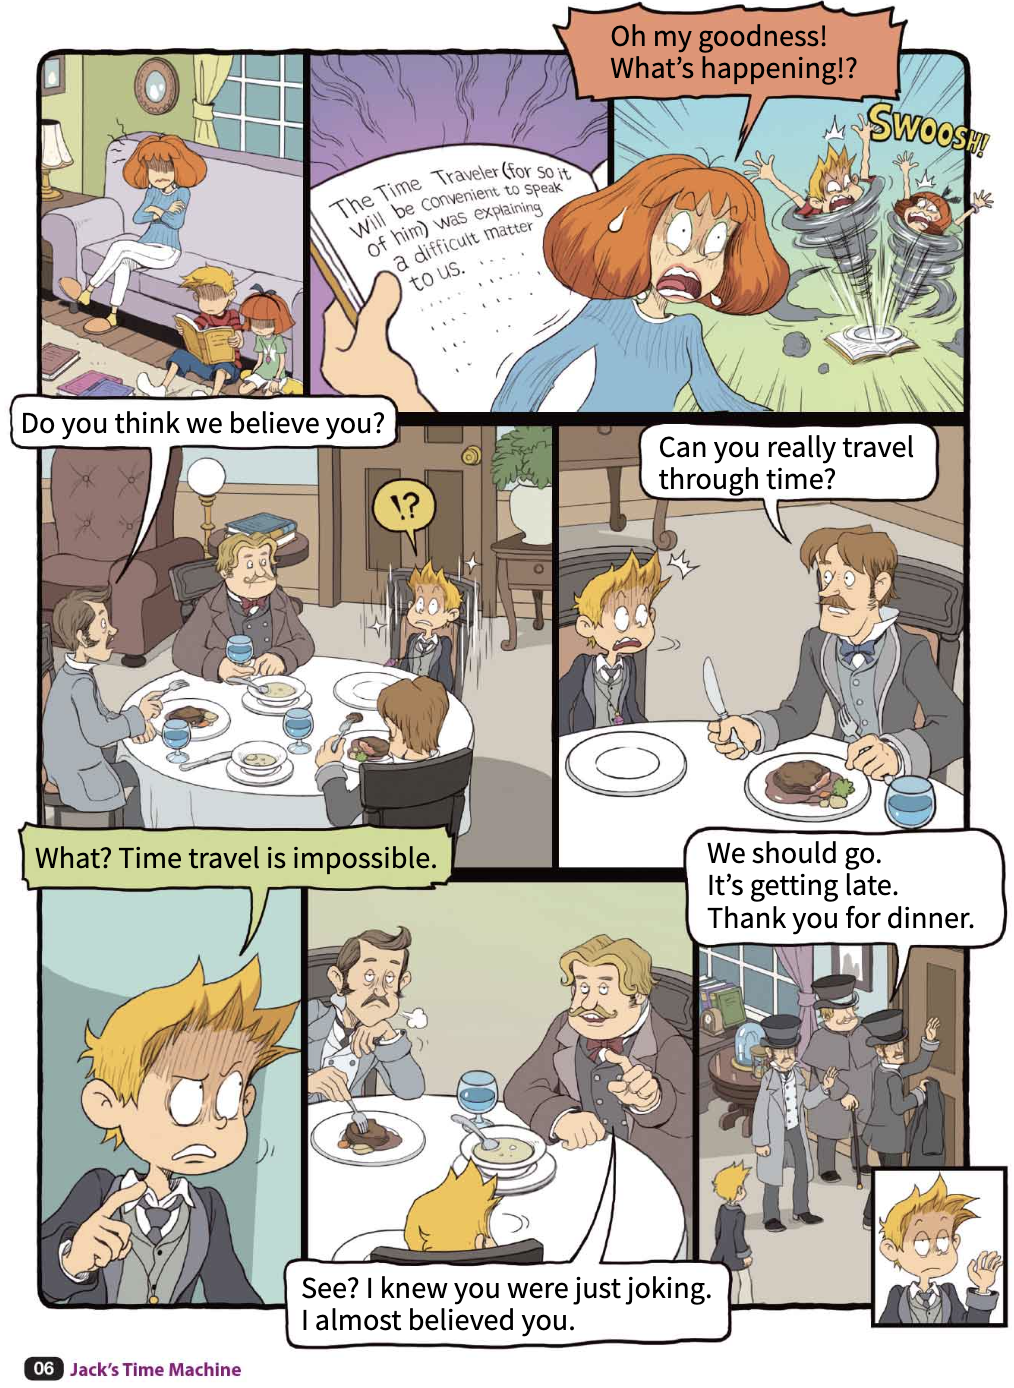 Oh my goodness!
What's happening!?
SWOOSH!
The Time Traveler (for so it
will be convenient to speak
of him) was explaining
a difficult matter
to us.
Do you think we believe you?
!?
Can you really travel
through time?
What? Time travel is impossible.
See? I knew you were just joking.
I almost believed you.
We should go.
It's getting late.
Thank you for dinner.
06 Jack's Time Machine